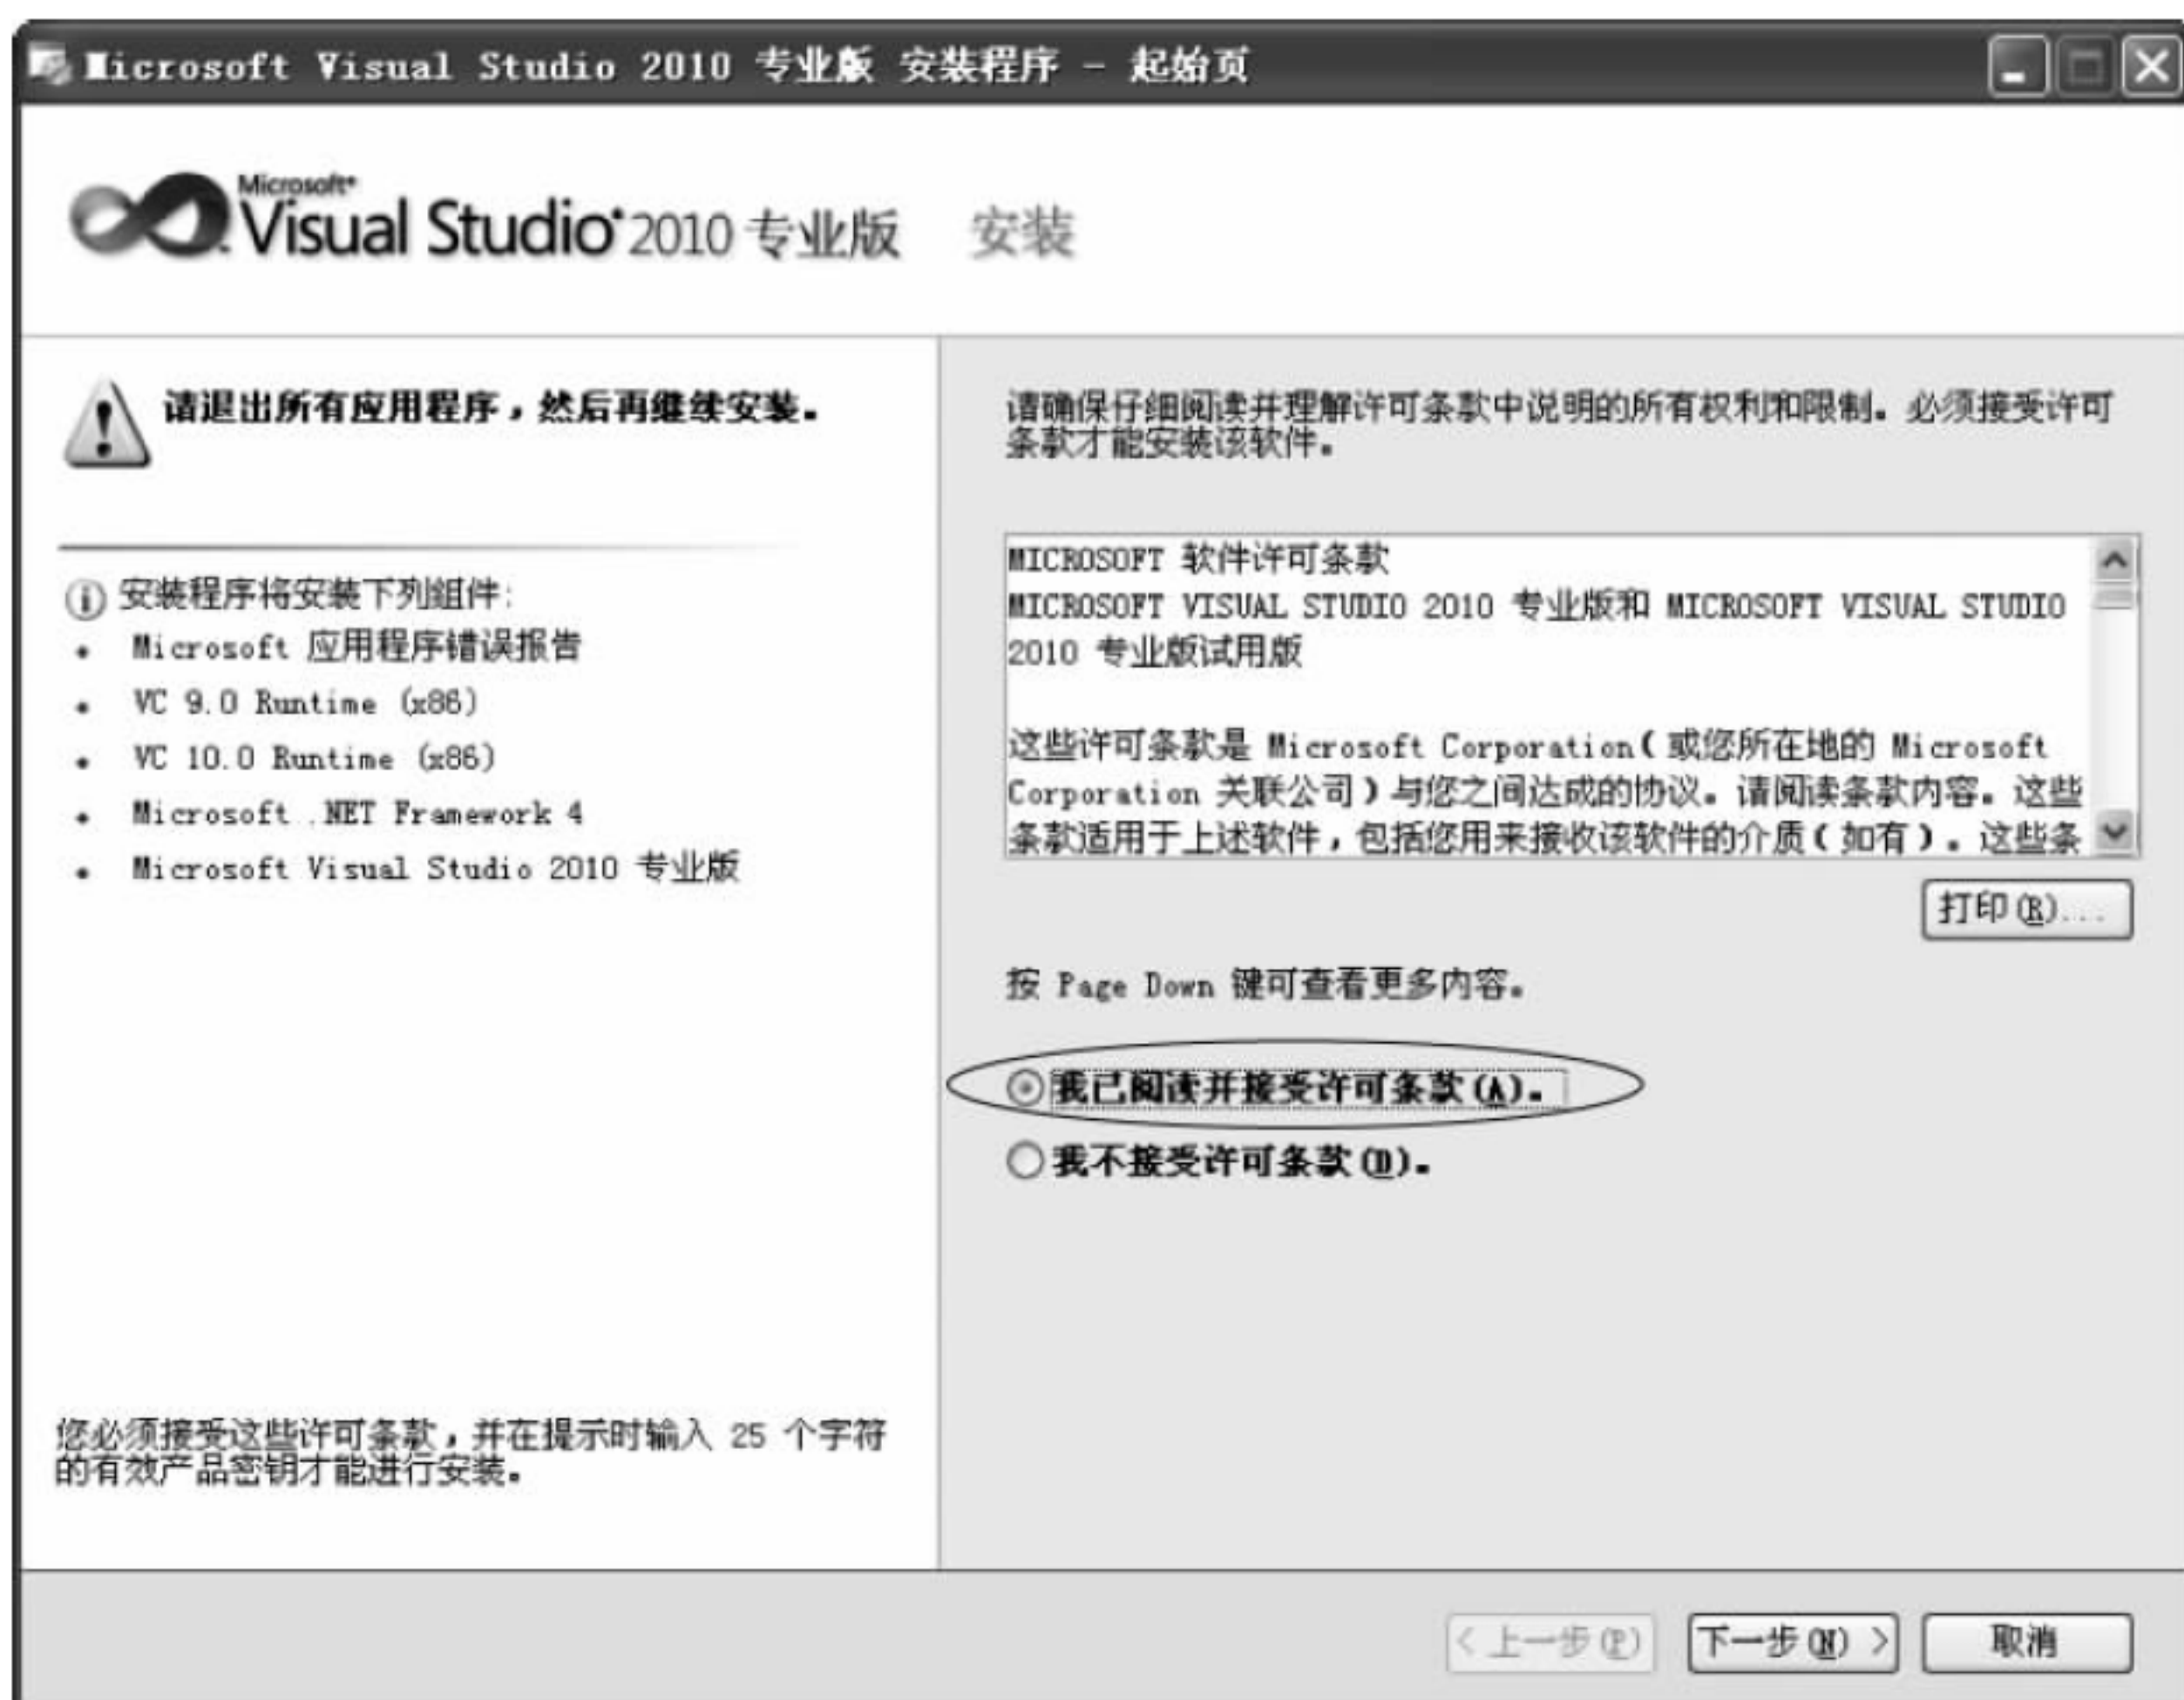 Microsoft Visual Studio 2010 专业版 安装程序 - 起始页
Microsoft
Visual Studio 2010 专业版 安装
请退出所有应用程序，然后再继续安装。
安装程序将安装下列组件:
Microsoft 应用程序错误报告
VC 9.0 Runtime (x86)
VC 10.0 Runtime (x86)
Microsoft .NET Framework 4
Microsoft Visual Studio 2010 专业版
您必须接受这些许可条款，并在提示时输入 25 个字符
的有效产品密钥才能进行安装。
请确保仔细阅读并理解许可条款中说明的所有权利和限制。必须接受许可
条款才能安装该软件。
MICROSOFT 软件许可条款
MICROSOFT VISUAL STUDIO 2010 专业版和 MICROSOFT VISUAL STUDIO
2010 专业版试用版
这些许可条款是 Microsoft Corporation（或您所在地的 Microsoft
Corporation 关联公司）与您之间达成的协议。请阅读条款内容。这些
条款适用于上述软件，包括您用来接收该软件的介质（如有）。这些条
打印(R)...
按 Page Down 键可查看更多内容。
我已阅读并接受许可条款(A)。
我不接受许可条款(D)。
< 上一步(P)
下一步(N) >
取消